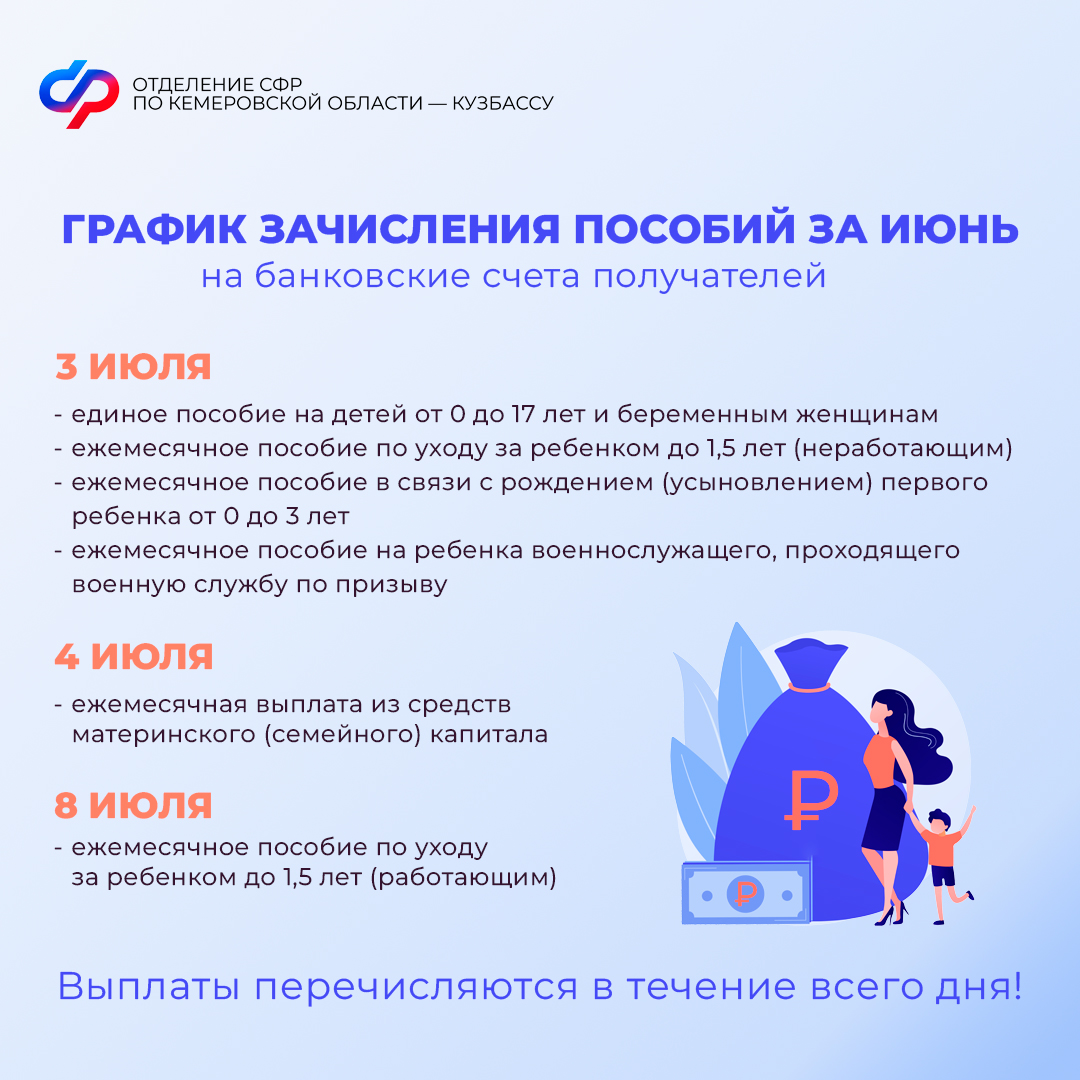 ОТДЕЛЕНИЕ СФР
ПО КЕМЕРОВСКОЙ ОБЛАСТИ — КУЗБАССУ
ГРАФИК ЗАЧИСЛЕНИЯ ПОСОБИЙ ЗА ИЮНЬ
на банковские счета получателей
3 ИЮЛЯ
- единое пособие на детей от 0 до 17 лет и беременным женщинам
- ежемесячное пособие по уходу за ребенком до 1,5 лет (неработающим)
- ежемесячное пособие в связи с рождением (усыновлением) первого
ребенка от 0 до 3 лет
- ежемесячное пособие на ребенка военнослужащего, проходящего
военную службу по призыву
4 ИЮЛЯ
- ежемесячная выплата из средств
материнского (семейного) капитала
8 ИЮЛЯ
- ежемесячное пособие по уходу
за ребенком до 1,5 лет (работающим)
₽
₽
Выплаты перечисляются в течение всего дня!